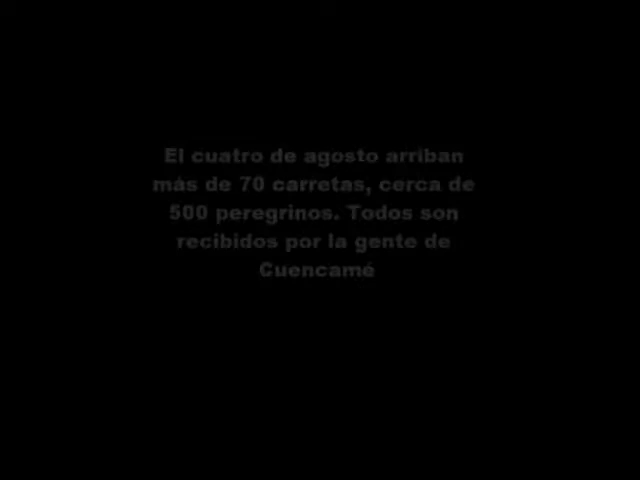 El cuatro de agosto arriban
más de 70 carretas, cerca de
500 peregrinos. Todos son
recibidos por la gente de
Cuencamé